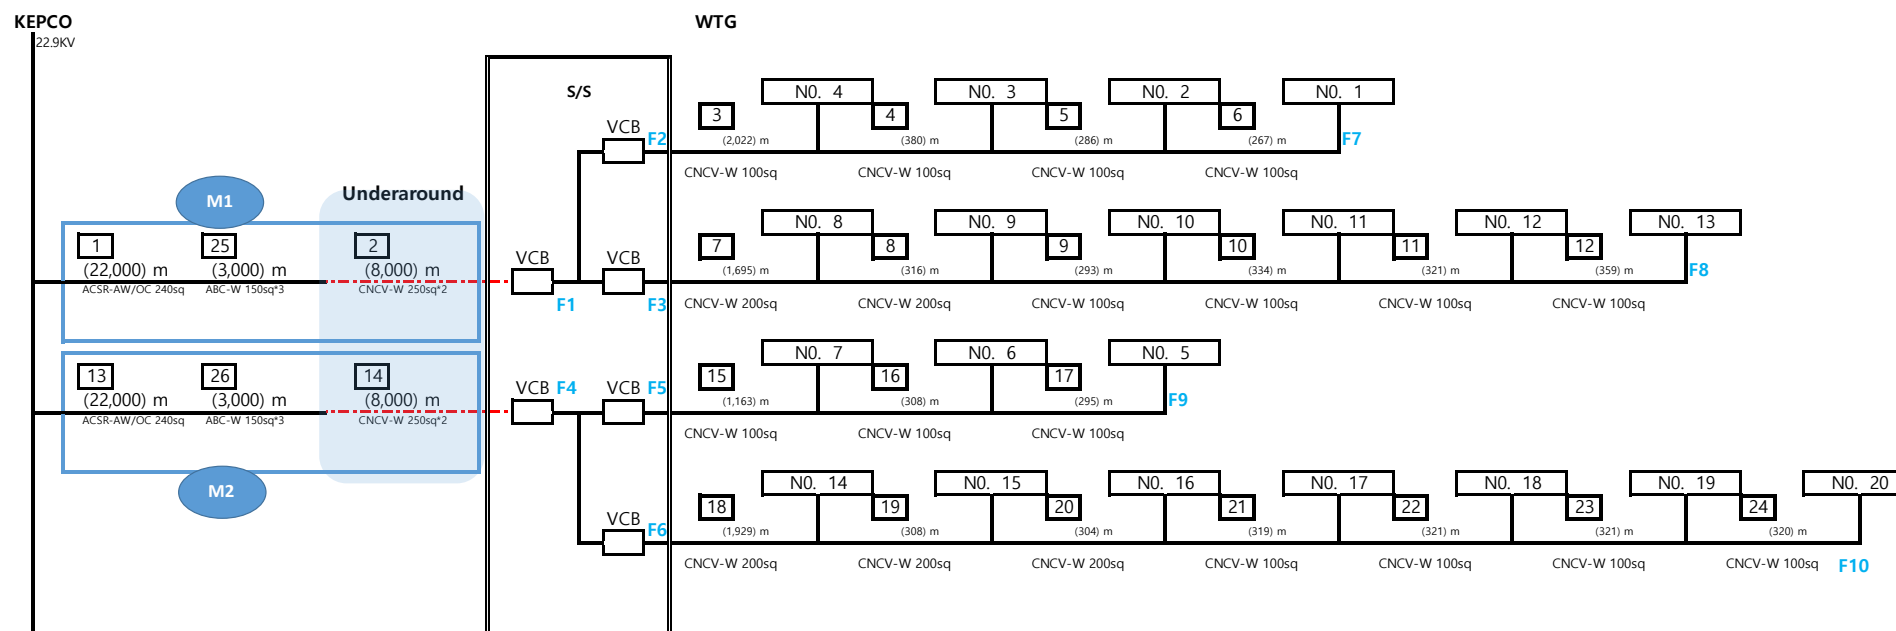 KEPCO
22.9KV
WTG
S/S
N0. 4
N0. 3
N0. 2
N0. 1
3
4
5
6
VCB
F2
(2,022) m
(380) m
(286) m
(267) m
F7
CNCV-W 100sq
CNCV-W 100sq
CNCV-W 100sq
CNCV-W 100sq
M1
Underaround
N0. 8
N0. 9
N0. 10
N0. 11
N0. 12
N0. 13
1
25
2
7
8
9
10
11
12
(22,000) m
(3,000) m
(8,000) m
VCB
VCB
(1,695) m
(316) m
(293) m
(334) m
(321) m
(359) m
F8
ACSR-AW/OC 240sq
ABC-W 150sq*3
CNCV-W 250sq*2
F1
F3
CNCV-W 200sq
CNCV-W 200sq
CNCV-W 100sq
CNCV-W 100sq
CNCV-W 100sq
CNCV-W 100sq
N0. 7
N0. 6
N0. 5
13
26
14
15
16
17
(22,000) m
(3,000) m
(8,000) m
VCB
F4
VCB
F5
(1,163) m
(308) m
(295) m
F9
ACSR-AW/OC 240sq
ABC-W 150sq*3
CNCV-W 250sq*2
CNCV-W 100sq
CNCV-W 100sq
CNCV-W 100sq
M2
N0. 14
N0. 15
N0. 16
N0. 17
N0. 18
N0. 19
N0. 20
18
19
20
21
22
23
24
VCB
F6
(1,929) m
(308) m
(304) m
(319) m
(321) m
(321) m
(320) m
CNCV-W 200sq
CNCV-W 200sq
CNCV-W 200sq
CNCV-W 100sq
CNCV-W 100sq
CNCV-W 100sq
CNCV-W 100sq
F10